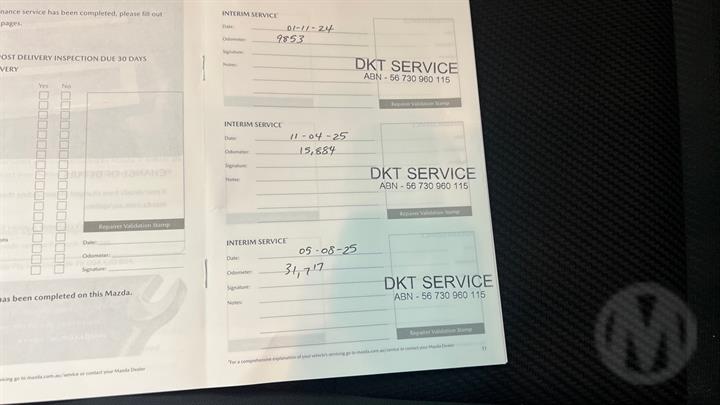 nance service has been completed, please fill out
pages.
POST DELIVERY INSPECTION DUE 30 DAYS
VERY
Yes No
Repairer Validation Stamp
Date:
Odometer:
Signature:
has been completed on this Mazda.
icing go to mazda.com.au/service or contact your Mazda Dealer
INTERIM SERVICE*
Date: 01-11-24
Odometer: 9853
Signature:
Notes:
DKT SERVICE
ABN - 56 730 960 115
Repairer Validation Stamp
INTERIM SERVICE*
Date: 11-04-25
Odometer: 15,884
Signature:
Notes:
DKT SERVICE
ABN - 56 730 960 115
Repairer Validation Stamp
INTERIM SERVICE*
Date: 05-08-25
Odometer: 31,717
Signature:
Notes:
DKT SERVICE
ABN - 56 730 960 115
Repairer Validation Stamp
*For a comprehensive explanation of your vehicle's servicing go to mazda.com.au/service or contact your Mazda Dealer
11
M